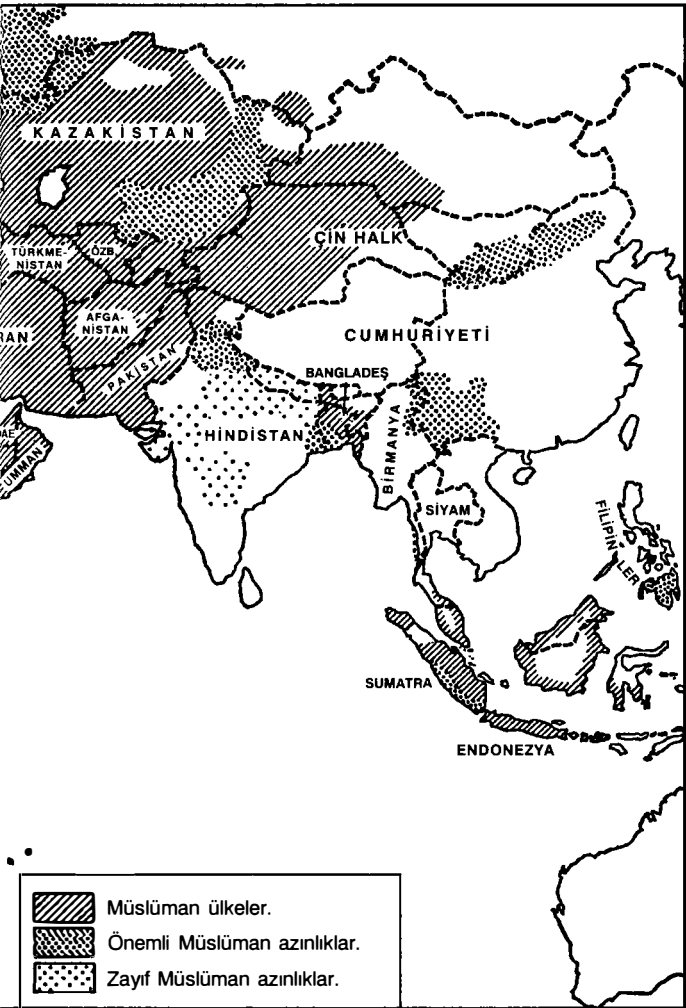 KAZAKİSTAN
TÜRKME-
NİSTAN
ÖZB.
AFGA-
NİSTAN
RAN
PAKİSTAN
DAE
UMMAN
ÇİN HALK
CUMHURİYETİ
BANGLADEŞ
HİNDİSTAN
BİRMANYA
SİYAM
FİLİPİNLER
SUMATRA
ENDONEZYA
Müslüman ülkeler.
Önemli Müslüman azınlıklar.
Zayıf Müslüman azınlıklar.